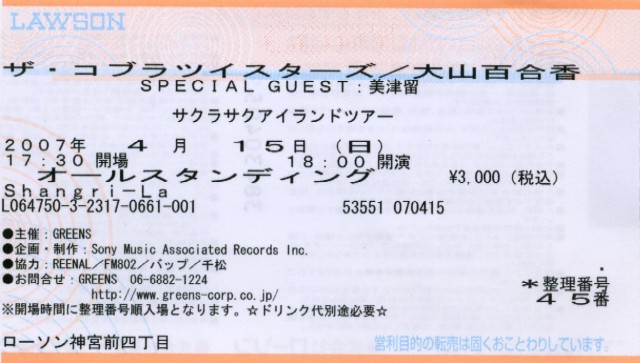 LAWSON
ザ・コブラツイスターズ／大山百合香
SPECIAL GUEST：美津留
サクラサクアイランドツアー
2007年 4月 15日 （日）
17:30 開場 18:00 開演
オールスタンディング ¥3,000（税込）
Shangri-La
L064750-3-2317-0661-001 53551 070415
●主催：GREENS
●企画・制作：Sony Music Associated Records Inc.
●協力：REENAL／FM802／バップ／千松
●お問合せ：GREENS 06-6882-1224
http://www.greens-corp.co.jp/
＊整理番号
45番
※開場時間に整理番号順入場となります。☆ドリンク代別途必要☆
ローソン神宮前四丁目
営利目的の転売は固くおことわりしています。